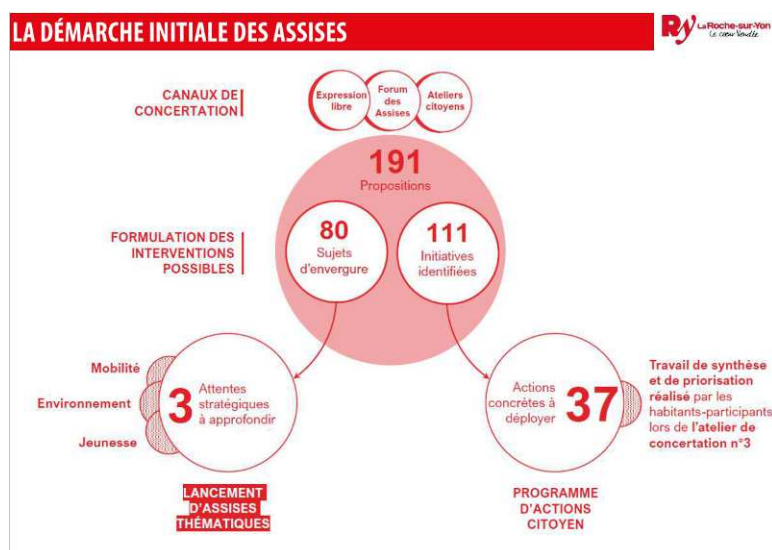 LA DÉMARCHE INITIALE DES ASSISES
La Roche-sur-Yon
Le cœur Vendée
CANAUX DE
CONCERTATION
Expression
libre
Forum
des
Assises
Ateliers
citoyens
191
Propositions
FORMULATION DES
INTERVENTIONS
POSSIBLES
80
Sujets
d'envergure
111
Initiatives
identifiées
Mobilité
Environnement
Jeunesse
3
Attentes
stratégiques
à approfondir
Actions
concrètes à
déployer
37
Travail de synthèse
et de priorisation
réalisé par les
habitants-participants
lors de l'atelier de
concertation n°3
LANCEMENT
D'ASSISES
THÉMATIQUES
PROGRAMME
D'ACTIONS
CITOYEN